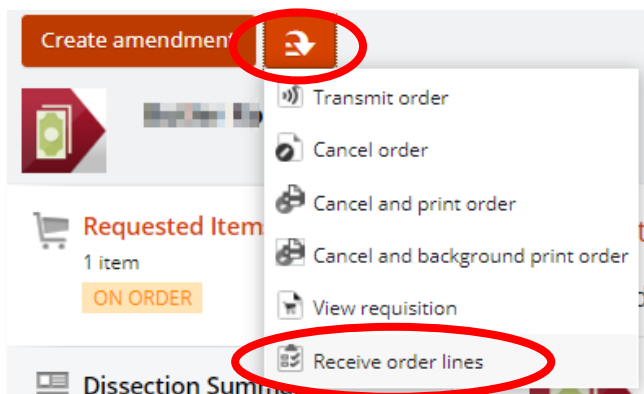 Create amendment
Transmit order
Cancel order
Requested Item
Cancel and print order
1 item
Cancel and background print order
ON ORDER
View requisition
Receive order lines
Dissection Summ